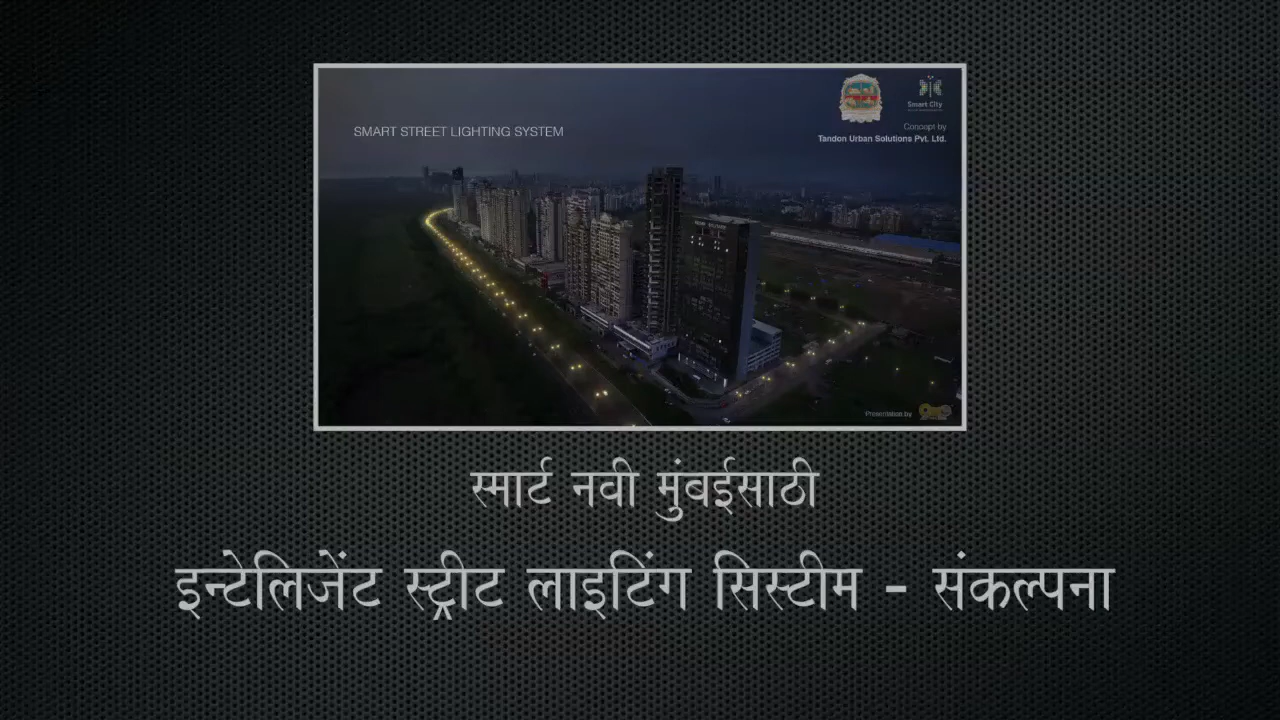 SMART STREET LIGHTING SYSTEM
Smart City
Concept by
Tandon Urban Solutions Pvt. Ltd.
Presentation by
स्मार्ट नवी मुंबईसाठी
इन्टेलिजेंट स्ट्रीट लाइटिंग सिस्टीम - संकल्पना